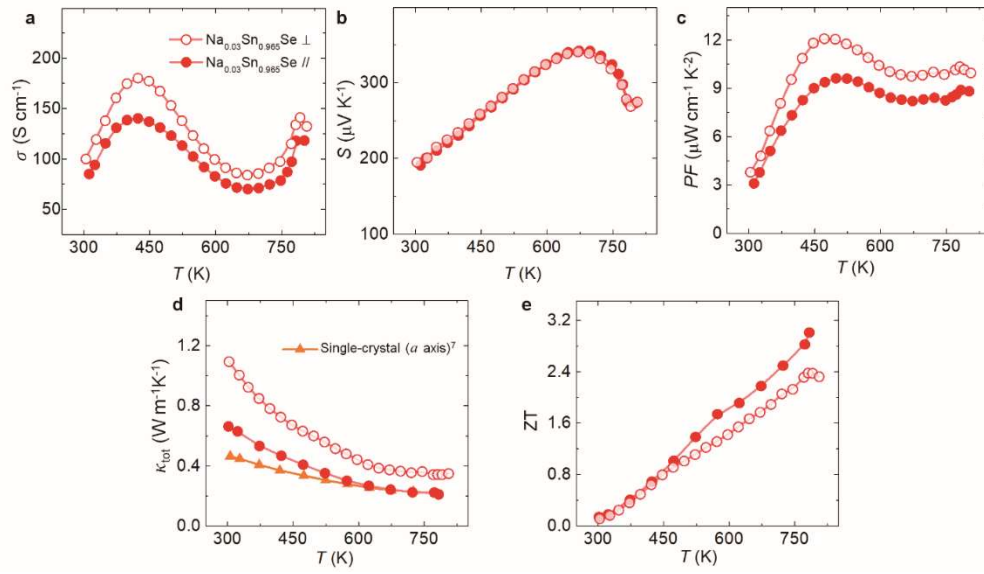 a
σ (S cm⁻¹)
200
150
100
50
Na₀.₀₃Sn₀.₉₆₅Se ⊥
Na₀.₀₃Sn₀.₉₆₅Se //
300 450 600 750
T (K)
b
S (μV K⁻¹)
400
300
200
100
300 450 600 750
T (K)
c
PF (μW cm⁻¹ K⁻²)
12
9
6
3
0
300 450 600 750
T (K)
d
κtot (W m⁻¹K⁻¹)
1.2
0.8
0.4
0.0
Single-crystal (a axis)⁷
300 450 600 750
T (K)
e
ZT
3.2
2.4
1.6
0.8
0.0
300 450 600 750
T (K)